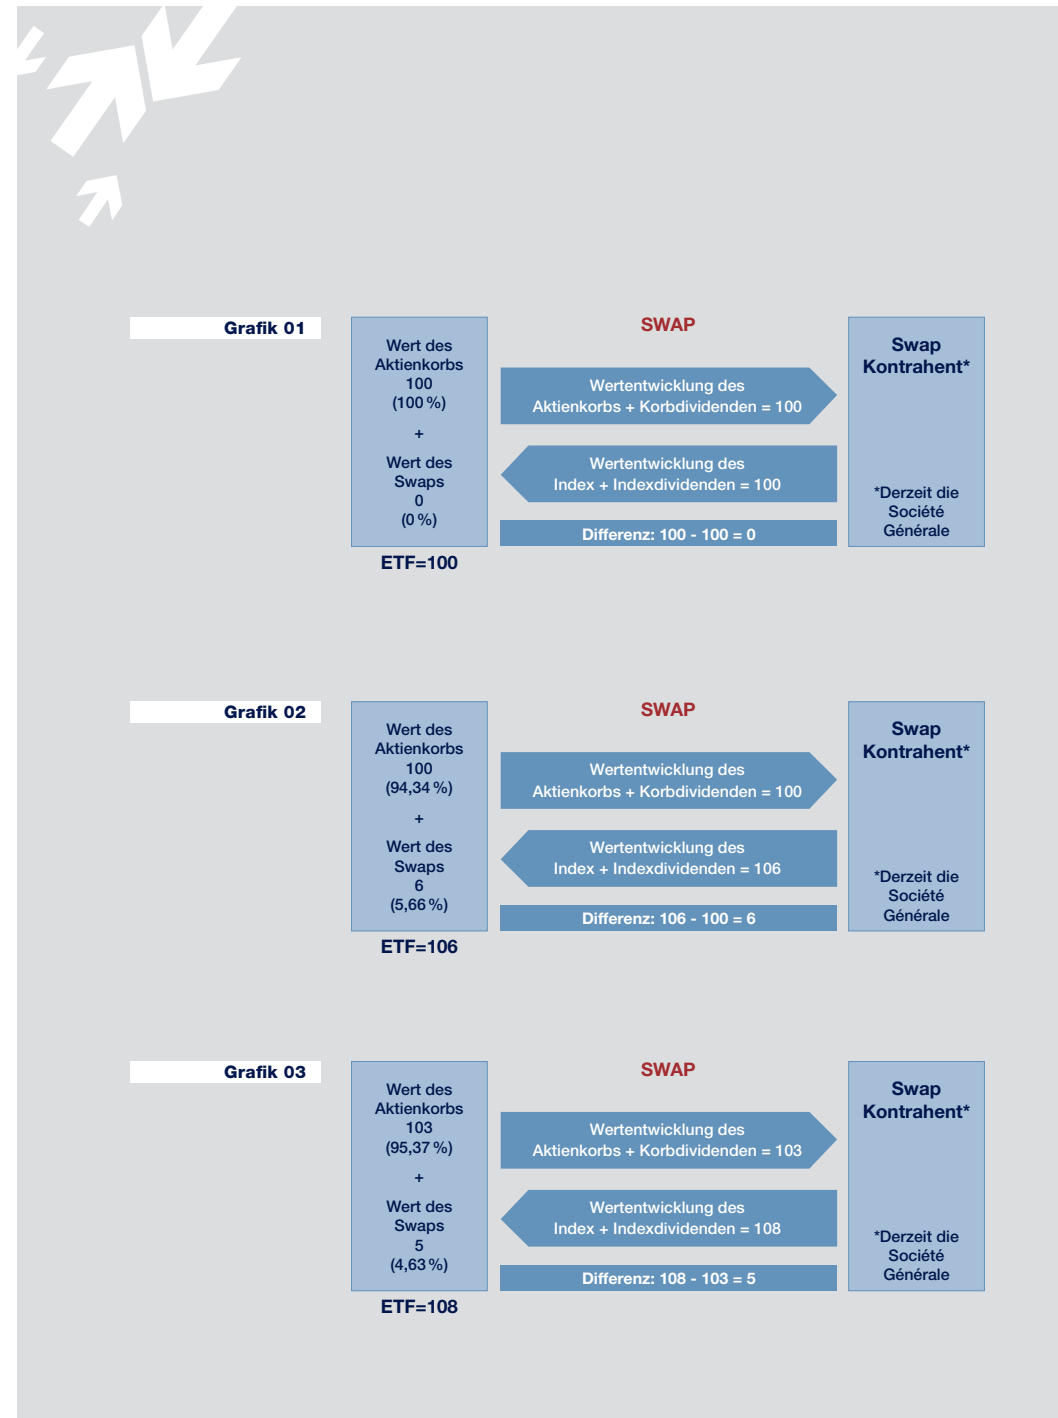 Grafik 01
Wert des
Aktienkorbs
100
(100 %)
+
Wert des
Swaps
0
(0 %)
ETF=100
SWAP
Wertentwicklung des
Aktienkorbs + Korbdividenden = 100
Wertentwicklung des
Index + Indexdividenden = 100
Differenz: 100 - 100 = 0
Swap
Kontrahent*
*Derzeit die
Société
Générale
Grafik 02
Wert des
Aktienkorbs
100
(94,34 %)
+
Wert des
Swaps
6
(5,66 %)
ETF=106
SWAP
Wertentwicklung des
Aktienkorbs + Korbdividenden = 100
Wertentwicklung des
Index + Indexdividenden = 106
Differenz: 106 - 100 = 6
Swap
Kontrahent*
*Derzeit die
Société
Générale
Grafik 03
Wert des
Aktienkorbs
103
(95,37 %)
+
Wert des
Swaps
5
(4,63 %)
ETF=108
SWAP
Wertentwicklung des
Aktienkorbs + Korbdividenden = 103
Wertentwicklung des
Index + Indexdividenden = 108
Differenz: 108 - 103 = 5
Swap
Kontrahent*
*Derzeit die
Société
Générale